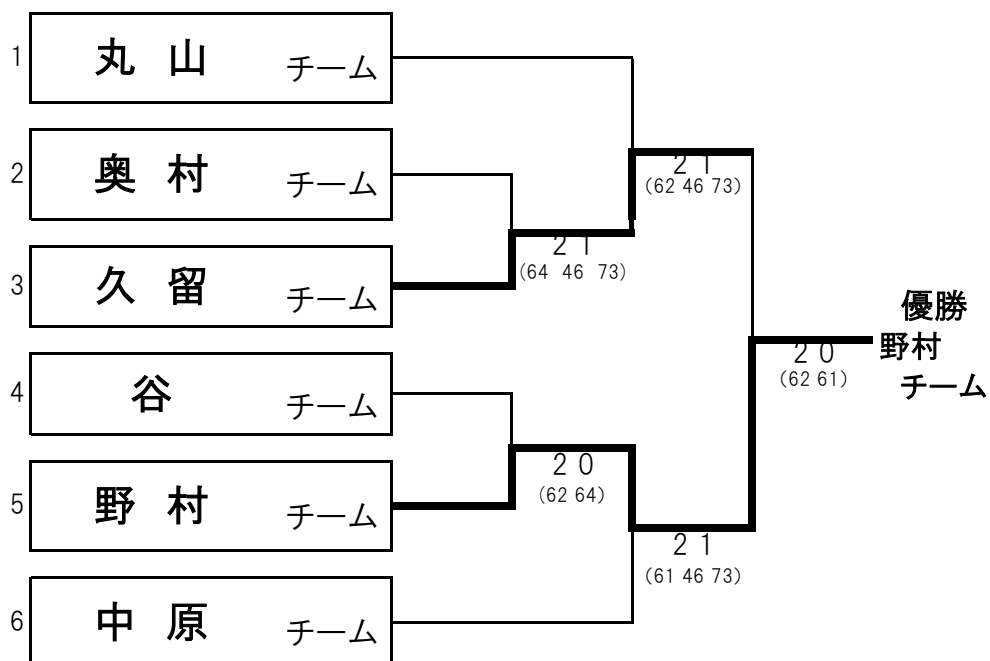 1 丸 山 チーム
2 奥 村 チーム
3 久 留 チーム
4 谷 チーム
5 野 村 チーム
6 中 原 チーム
2 1
(64 46 73)
2 0
(62 64)
2 1
(62 46 73)
2 1
(61 46 73)
2 0
(62 61)
優勝
野村
チーム